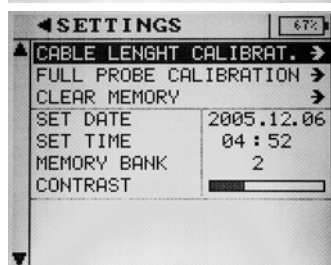 SETTINGS 67%
CABLE LENGHT CALIBRAT.
FULL PROBE CALIBRATION
CLEAR MEMORY
SET DATE 2005.12.06
SET TIME 04:52
MEMORY BANK 2
CONTRAST